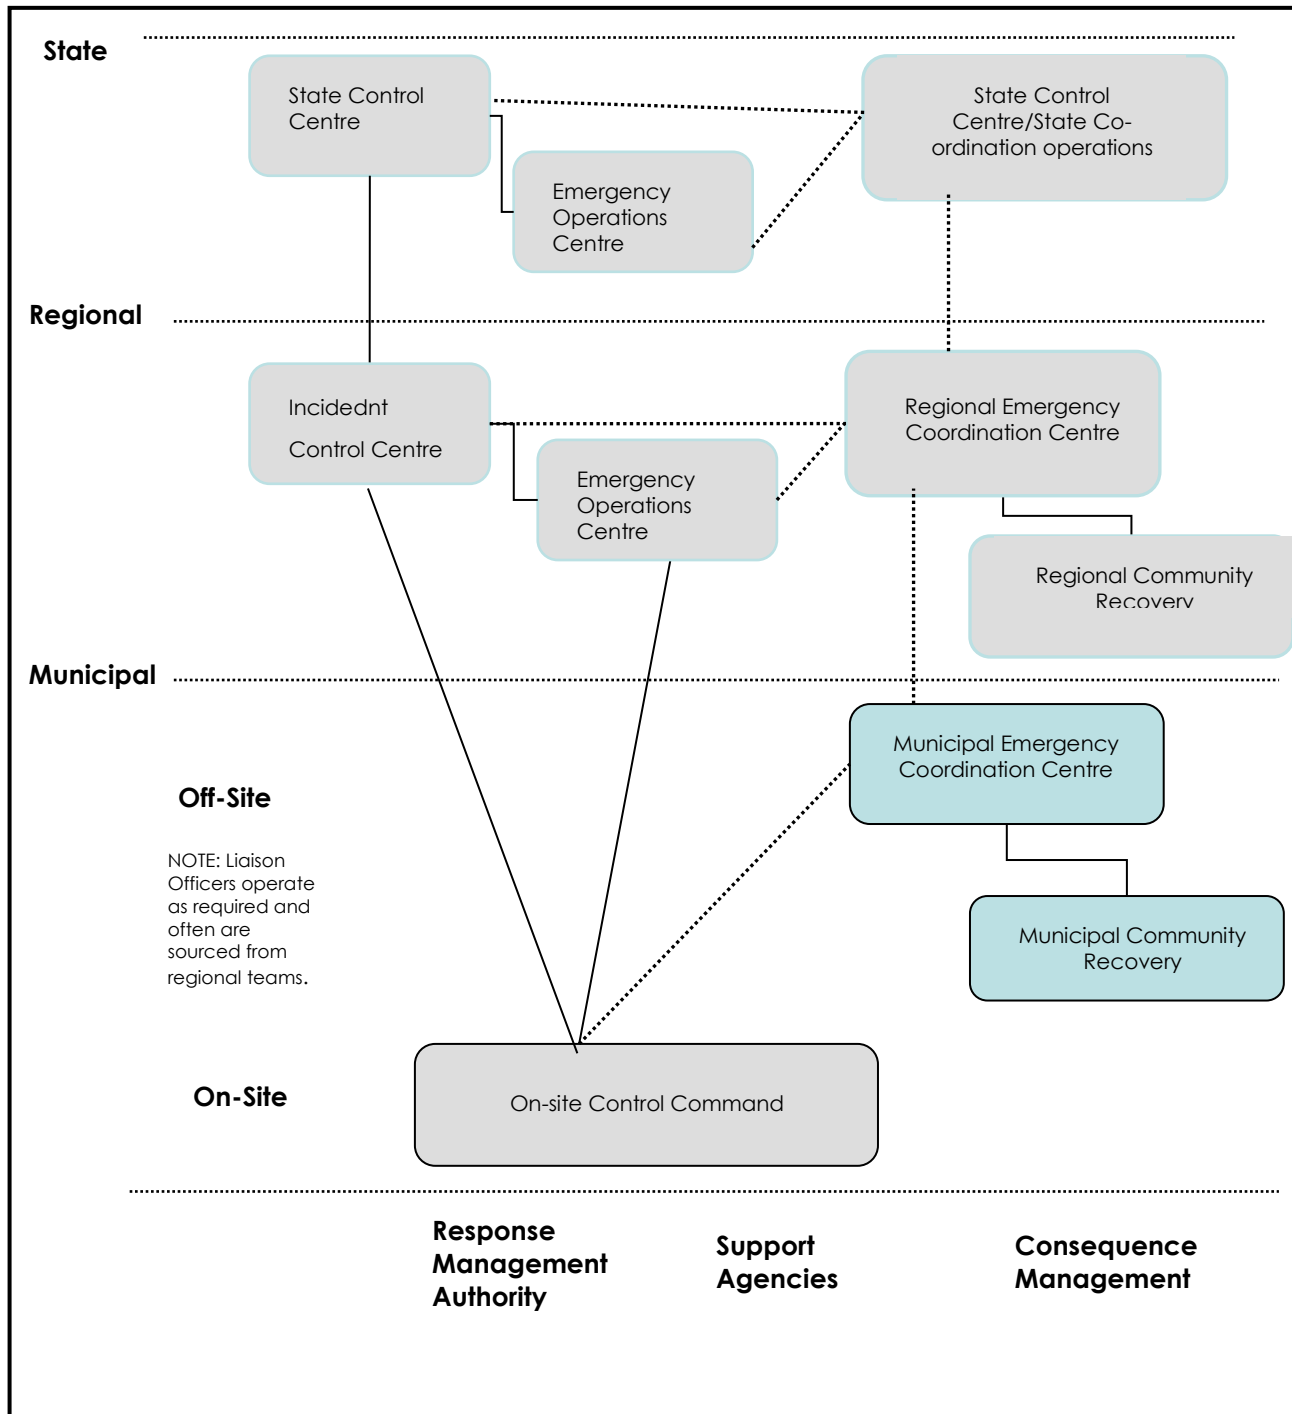 State
State Control
Centre
State Control
Centre/State Co-
ordination operations
Emergency
Operations
Centre
Regional
Incidednt
Control Centre
Regional Emergency
Coordination Centre
Emergency
Operations
Centre
Regional Community
Recovery
Municipal
Municipal Emergency
Coordination Centre
Off-Site
NOTE: Liaison
Officers operate
as required and
often are
sourced from
regional teams.
Municipal Community
Recovery
On-Site
On-site Control Command
Response
Management
Authority
Support
Agencies
Consequence
Management